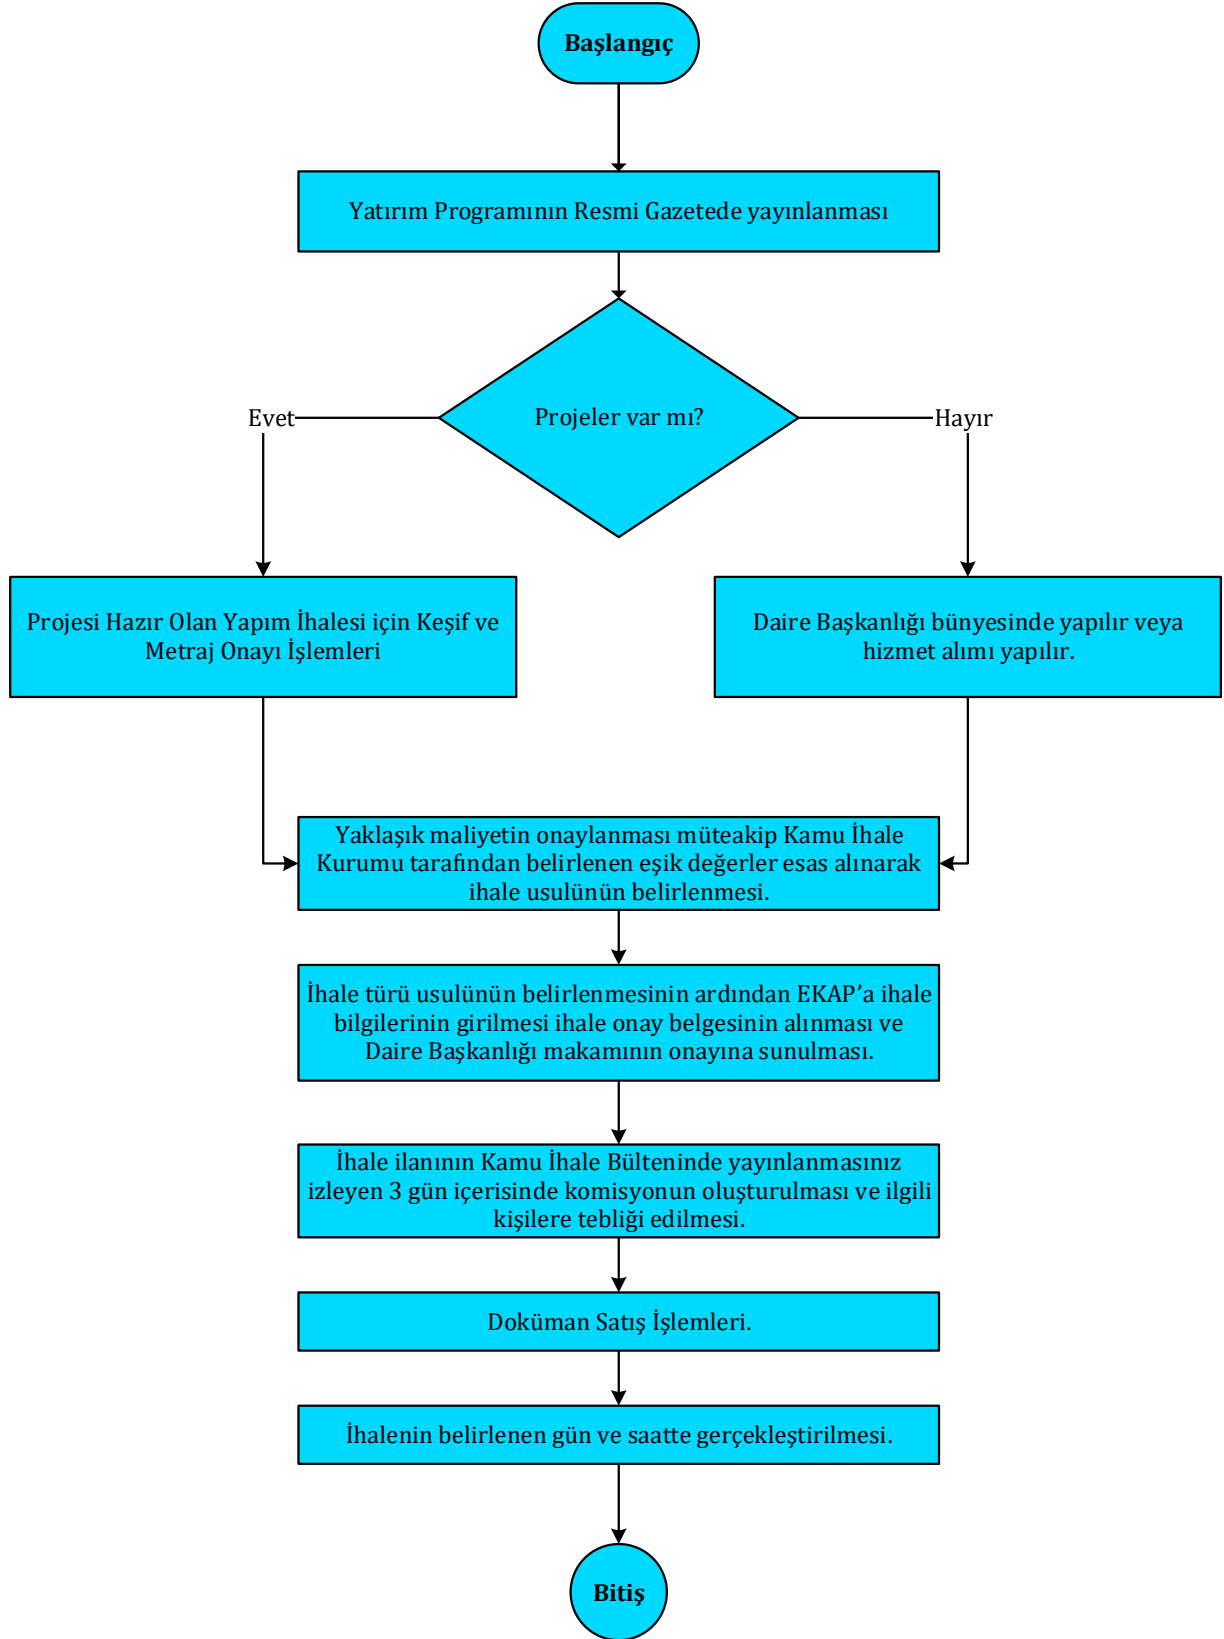 Başlangıç
Yatırım Programının Resmi Gazetede yayınlanması
Projeler var mı?
Evet
Hayır
Projesi Hazır Olan Yapım İhalesi için Keşif ve
Metraj Onayı İşlemleri
Daire Başkanlığı bünyesinde yapılır veya
hizmet alımı yapılır.
Yaklaşık maliyetin onaylanması müteakip Kamu İhale
Kurumu tarafından belirlenen eşik değerler esas alınarak
ihale usulünün belirlenmesi.
İhale türü usulünün belirlenmesinin ardından EKAP’a ihale
bilgilerinin girilmesi ihale onay belgesinin alınması ve
Daire Başkanlığı makamının onayına sunulması.
İhale ilanının Kamu İhale Bülteninde yayınlanmasınız
izleyen 3 gün içerisinde komisyonun oluşturulması ve ilgili
kişilere tebliği edilmesi.
Doküman Satış İşlemleri.
İhalenin belirlenen gün ve saatte gerçekleştirilmesi.
Bitiş